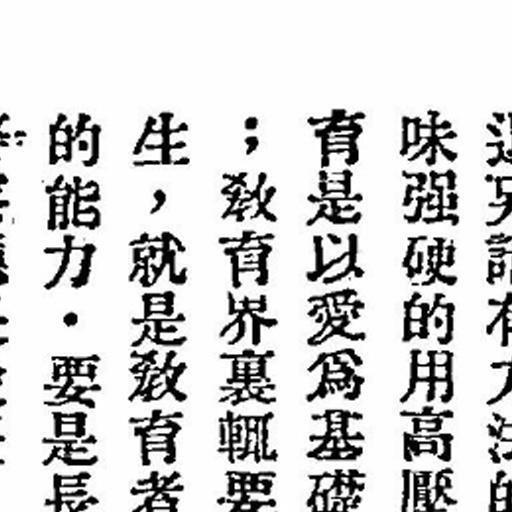 味强硬的用高壓
育是以愛爲基礎
；敎育界裏輒要
生，就是敎育者
的能力．要是長